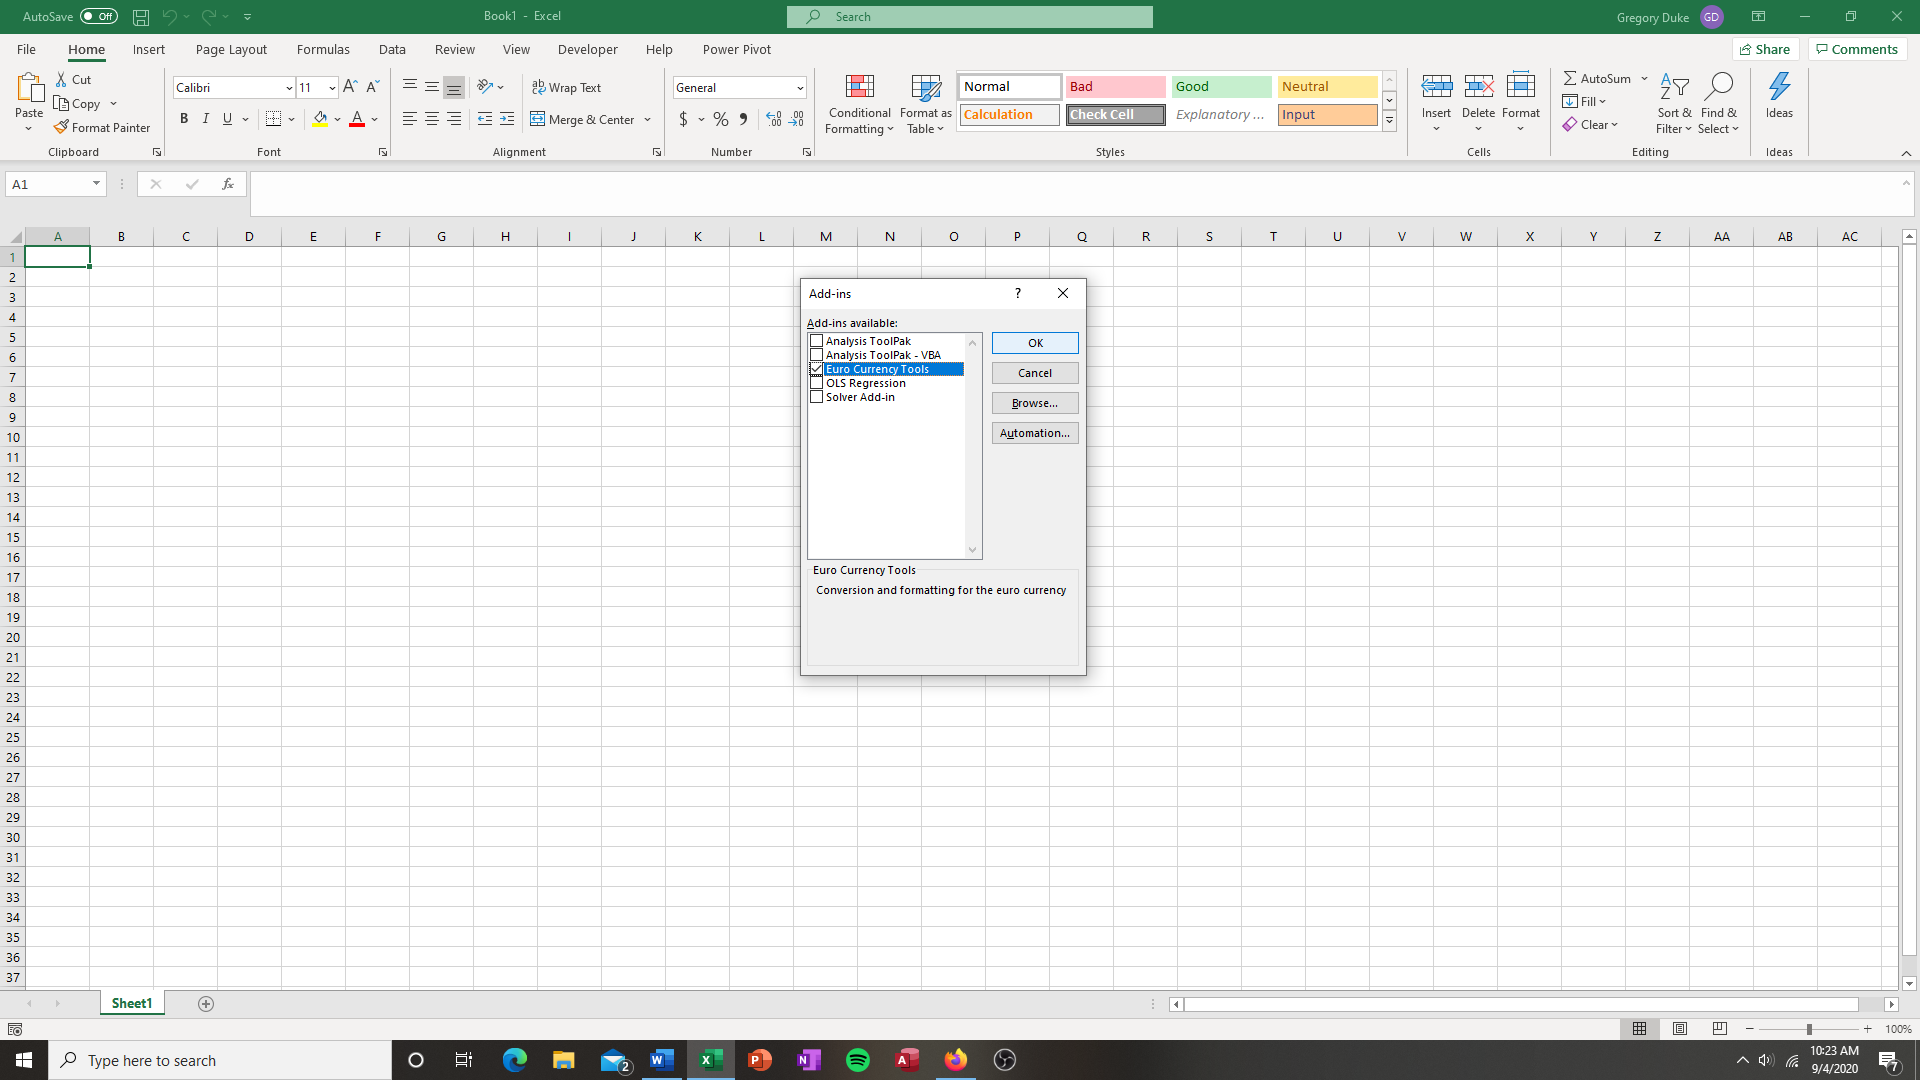 AutoSave Off
Book1 - Excel
Search
Gregory Duke GD
File Home Insert Page Layout Formulas Data Review View Developer Help Power Pivot
Share Comments
Paste
Cut
Copy
Format Painter
Clipboard
Calibri 11
B I U
Font
Wrap Text
Merge & Center
Alignment
General
$ % ,
Number
Conditional Formatting
Format as Table
Normal Bad Good Neutral
Calculation Check Cell Explanatory ... Input
Styles
Insert Delete Format
Cells
AutoSum
Fill
Clear
Sort & Filter
Find & Select
Editing
Ideas
Ideas
A1
fx
A B C D E F G H I J K L M N O P Q R S T U V W X Y Z AA AB AC
1
2
3
4
5
6
7
8
9
10
11
12
13
14
15
16
17
18
19
20
21
22
23
24
25
26
27
28
29
30
31
32
33
34
35
36
37
Add-ins ?
Add-ins available:
Analysis ToolPak
Analysis ToolPak - VBA
Euro Currency Tools
OLS Regression
Solver Add-in
OK
Cancel
Browse...
Automation...
Euro Currency Tools
Conversion and formatting for the euro currency
Sheet1
100%
Type here to search
2
10:23 AM
9/4/2020
7